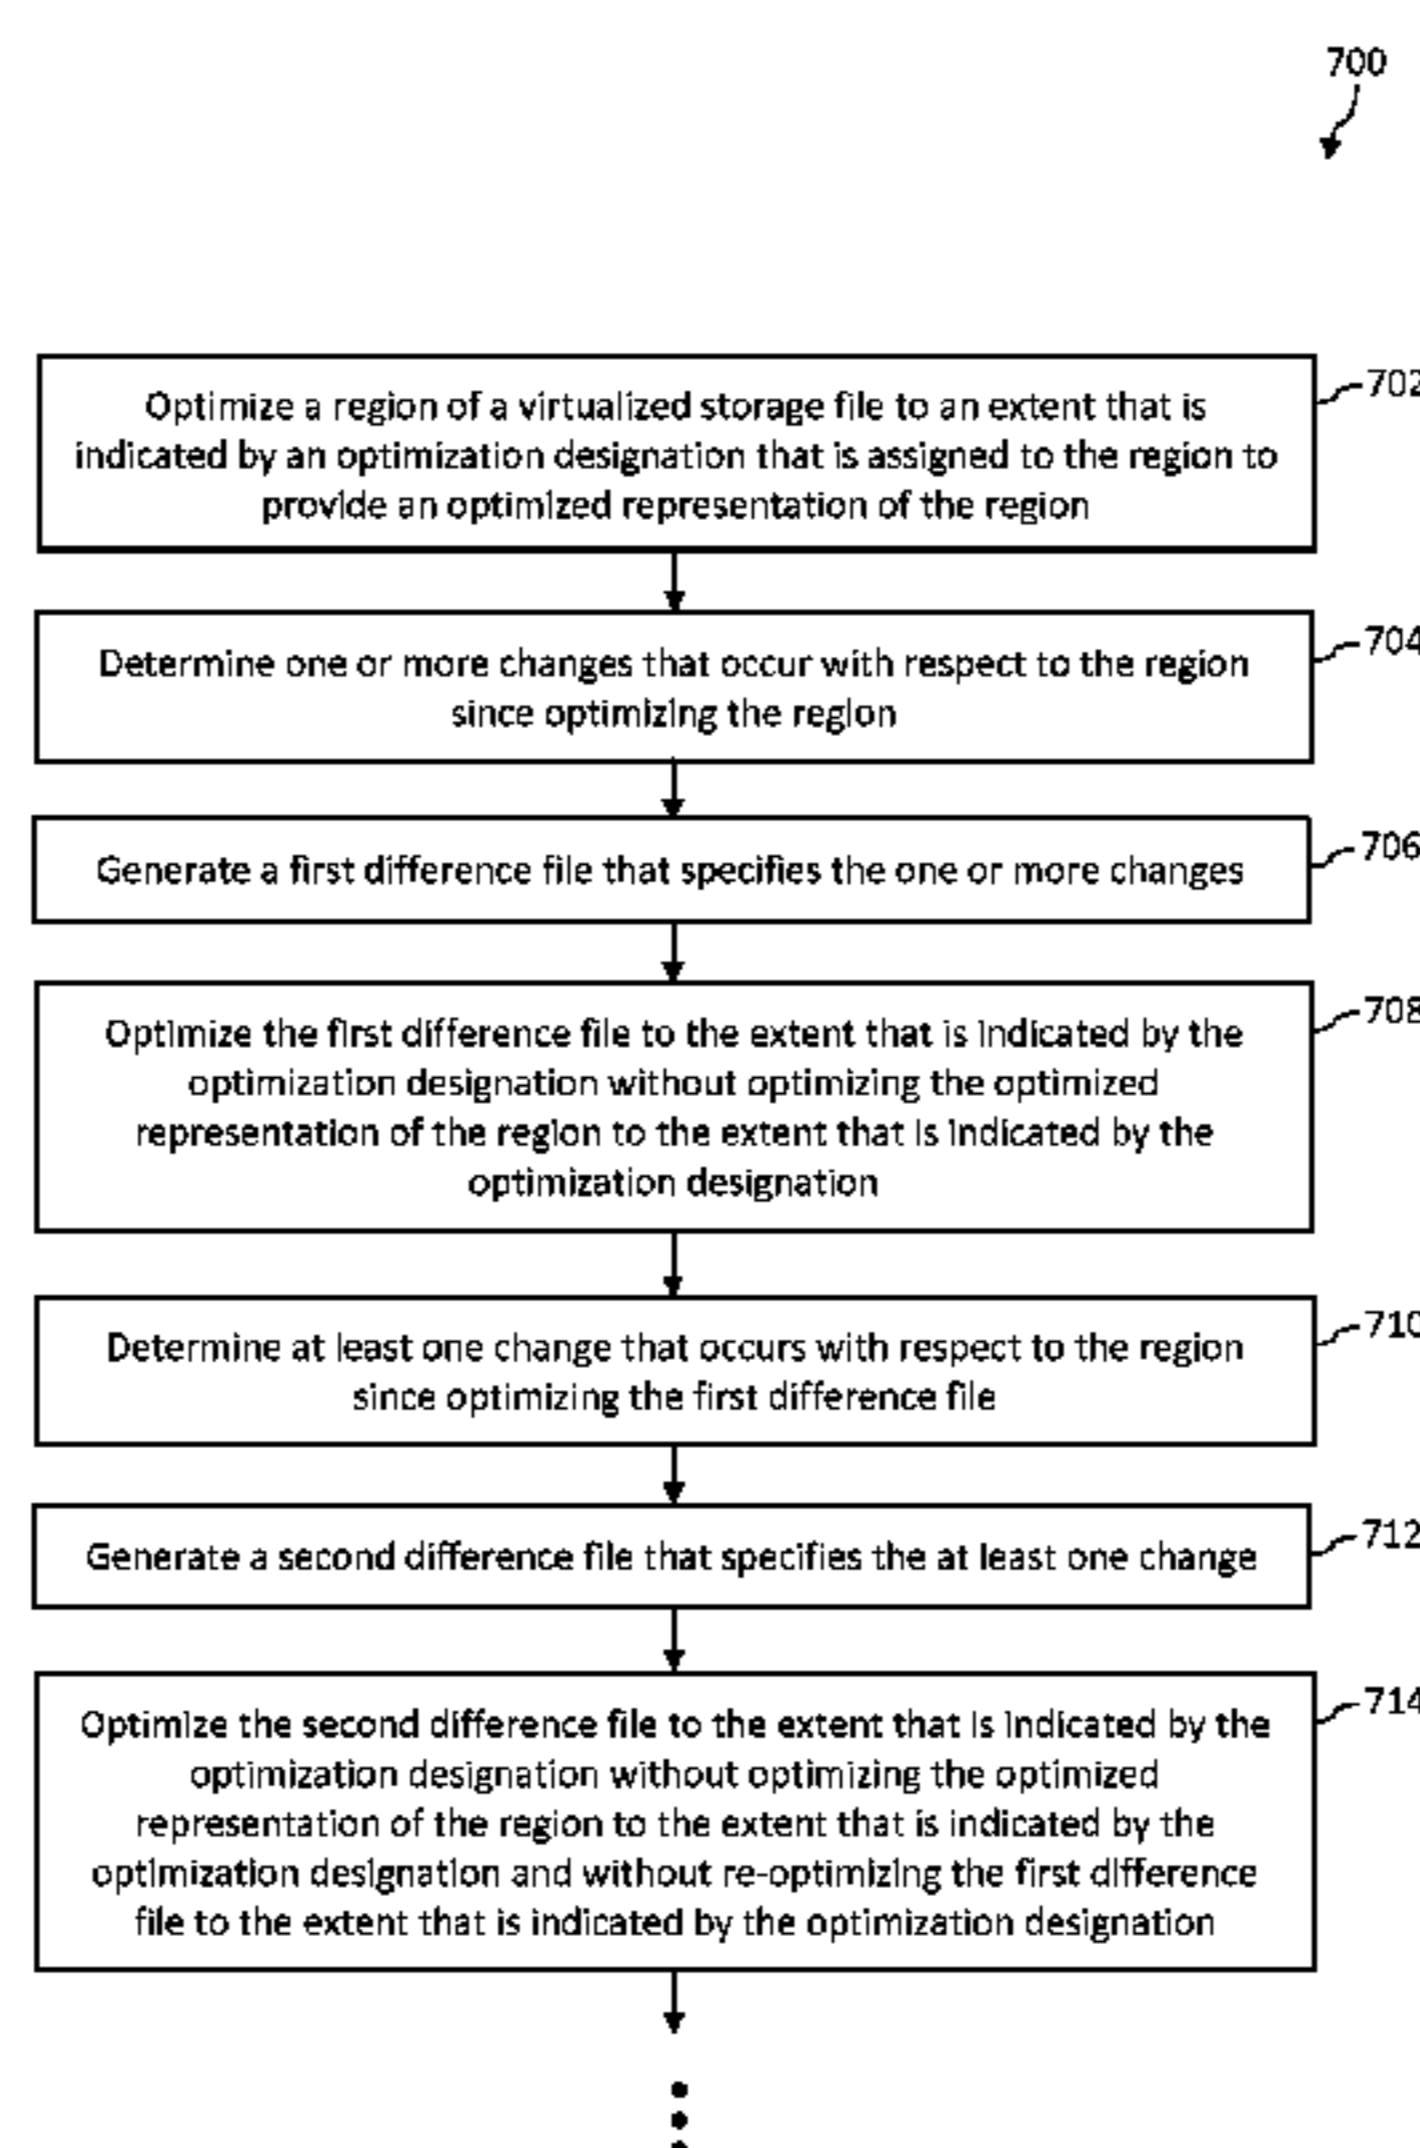 700
Optimize a region of a virtualized storage file to an extent that is
702
indicated by an optimization designation that is assigned to the region to
provide an optimized representation of the region
Determine one or more changes that occur with respect to the region
704
since optimizing the region
Generate a first difference file that specifies the one or more changes
706
Optimize the first difference file to the extent that is indicated by the
708
optimization designation without optimizing the optimized
representation of the region to the extent that is indicated by the
optimization designation
Determine at least one change that occurs with respect to the region
710
since optimizing the first difference file
Generate a second difference file that specifies the at least one change
712
Optimize the second difference file to the extent that is indicated by the
714
optimization designation without optimizing the optimized
representation of the region to the extent that is indicated by the
optimization designation and without re-optimizing the first difference
file to the extent that is indicated by the optimization designation